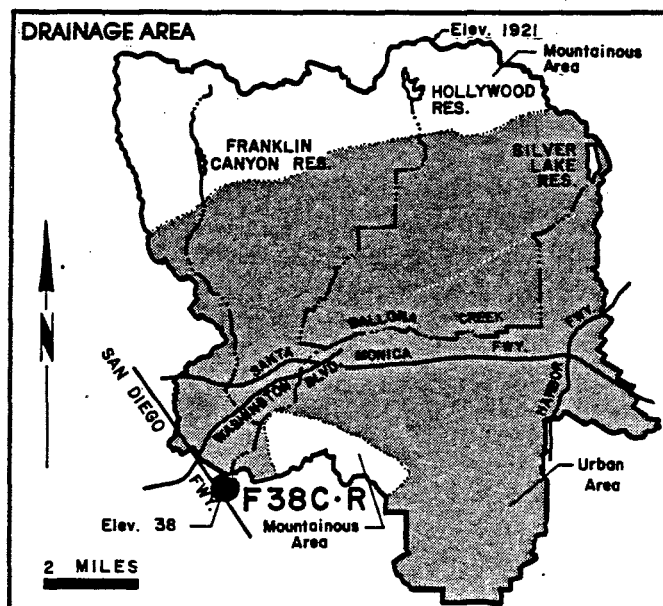 DRAINAGE AREA
Elev. 1921
Mountainous
Area
HOLLYWOOD
RES.
FRANKLIN
CANYON RES.
SILVER
LAKE
RES.
N
BALLONA CREEK
SANTA MONICA FWY.
HARBOR FWY.
SAN DIEGO FWY.
WASHINGTON BLVD.
Urban
Area
F38C-R
Elev. 38
Mountainous
Area
2 MILES